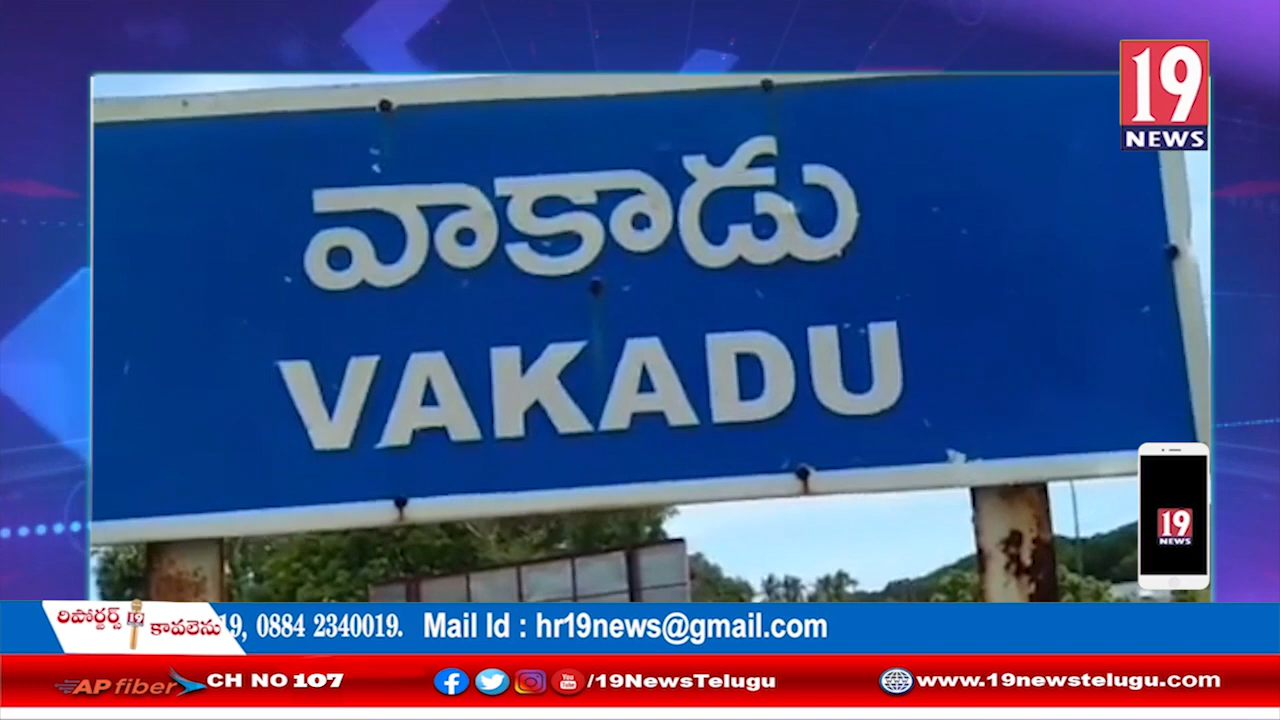 19
NEWS
వాకాడు
VAKADU
19
NEWS
రిపోర్టర్స్ 19 కావలెను
19, 0884 2340019. Mail Id : hr19news@gmail.com
AP fiber CH NO 107 /19NewsTelugu www.19newstelugu.com